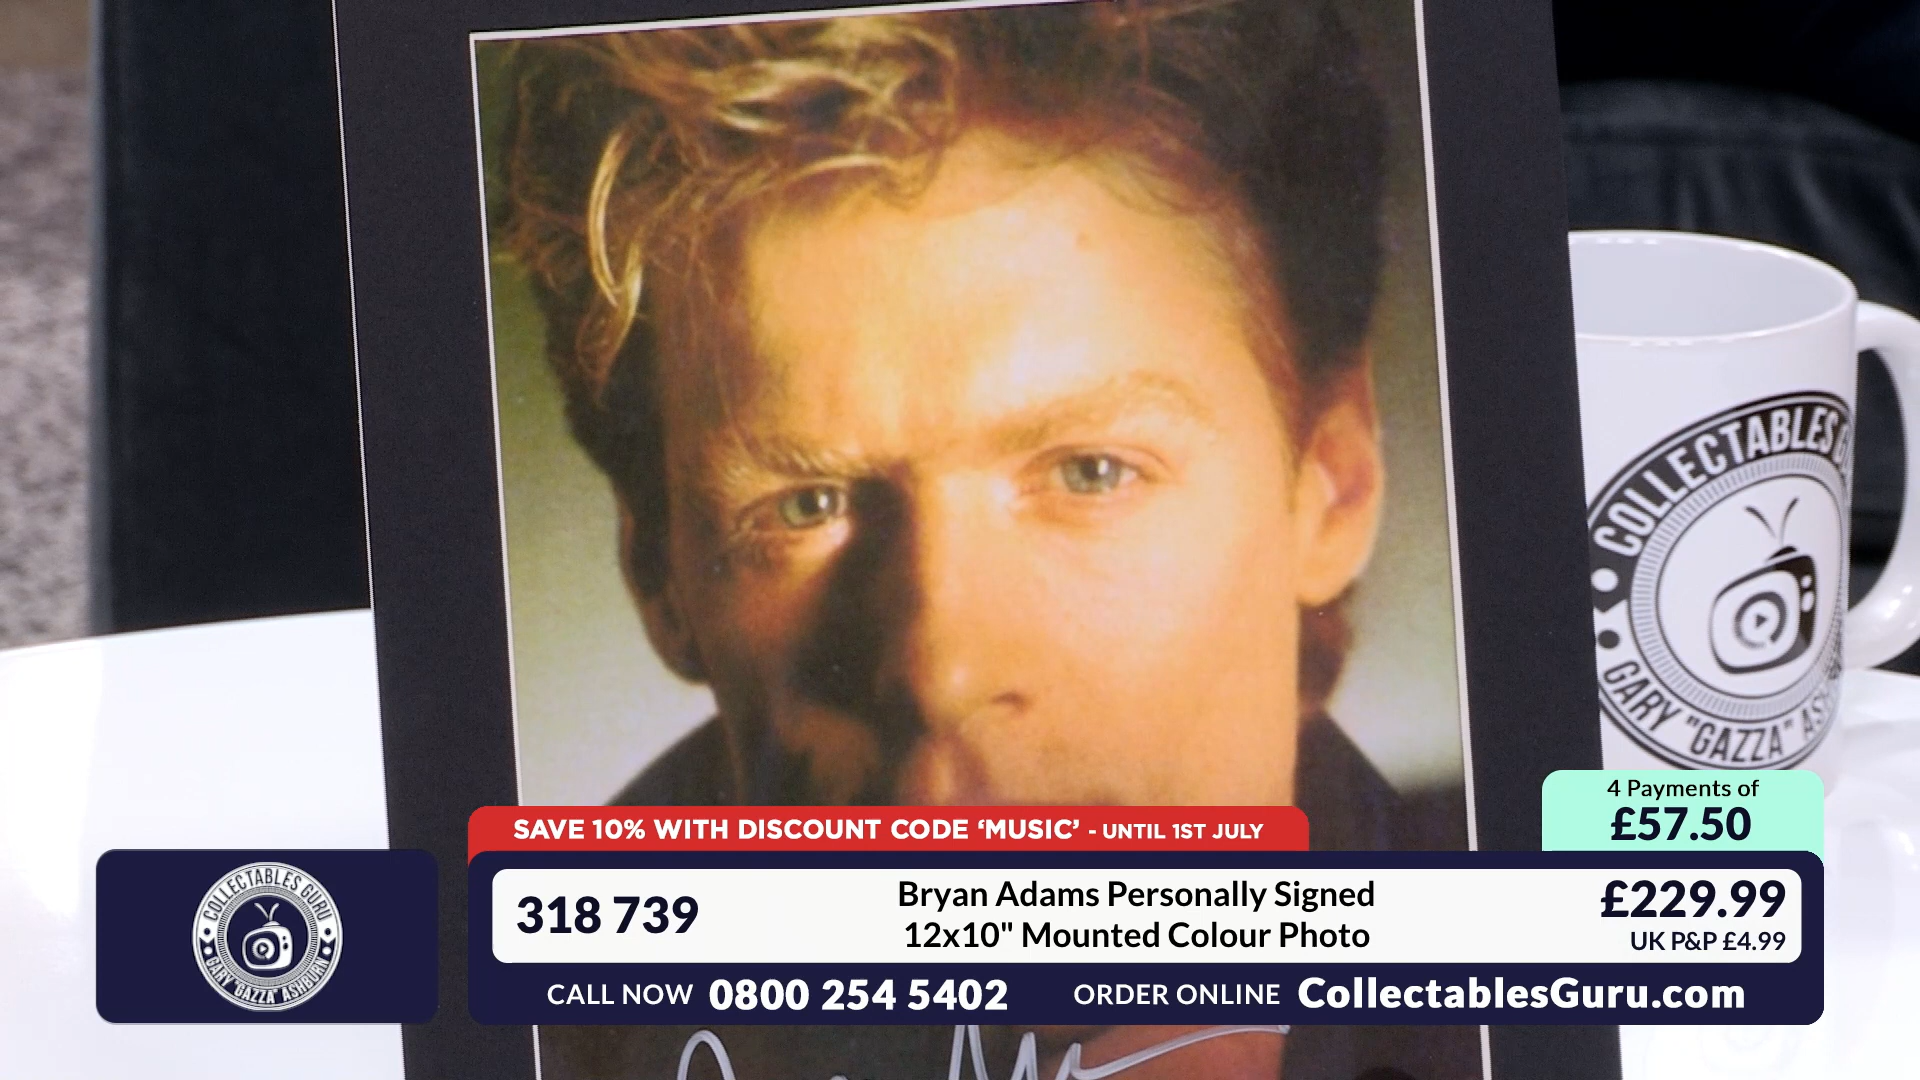 COLLECTABLES
GARY "GAZZA"
4 Payments of
£57.50
SAVE 10% WITH DISCOUNT CODE ‘MUSIC’ - UNTIL 1ST JULY
COLLECTABLES GURU
GARY "GAZZA" ASHBURN
318 739
Bryan Adams Personally Signed
12x10" Mounted Colour Photo
£229.99
UK P&P £4.99
CALL NOW 0800 254 5402
ORDER ONLINE CollectablesGuru.com